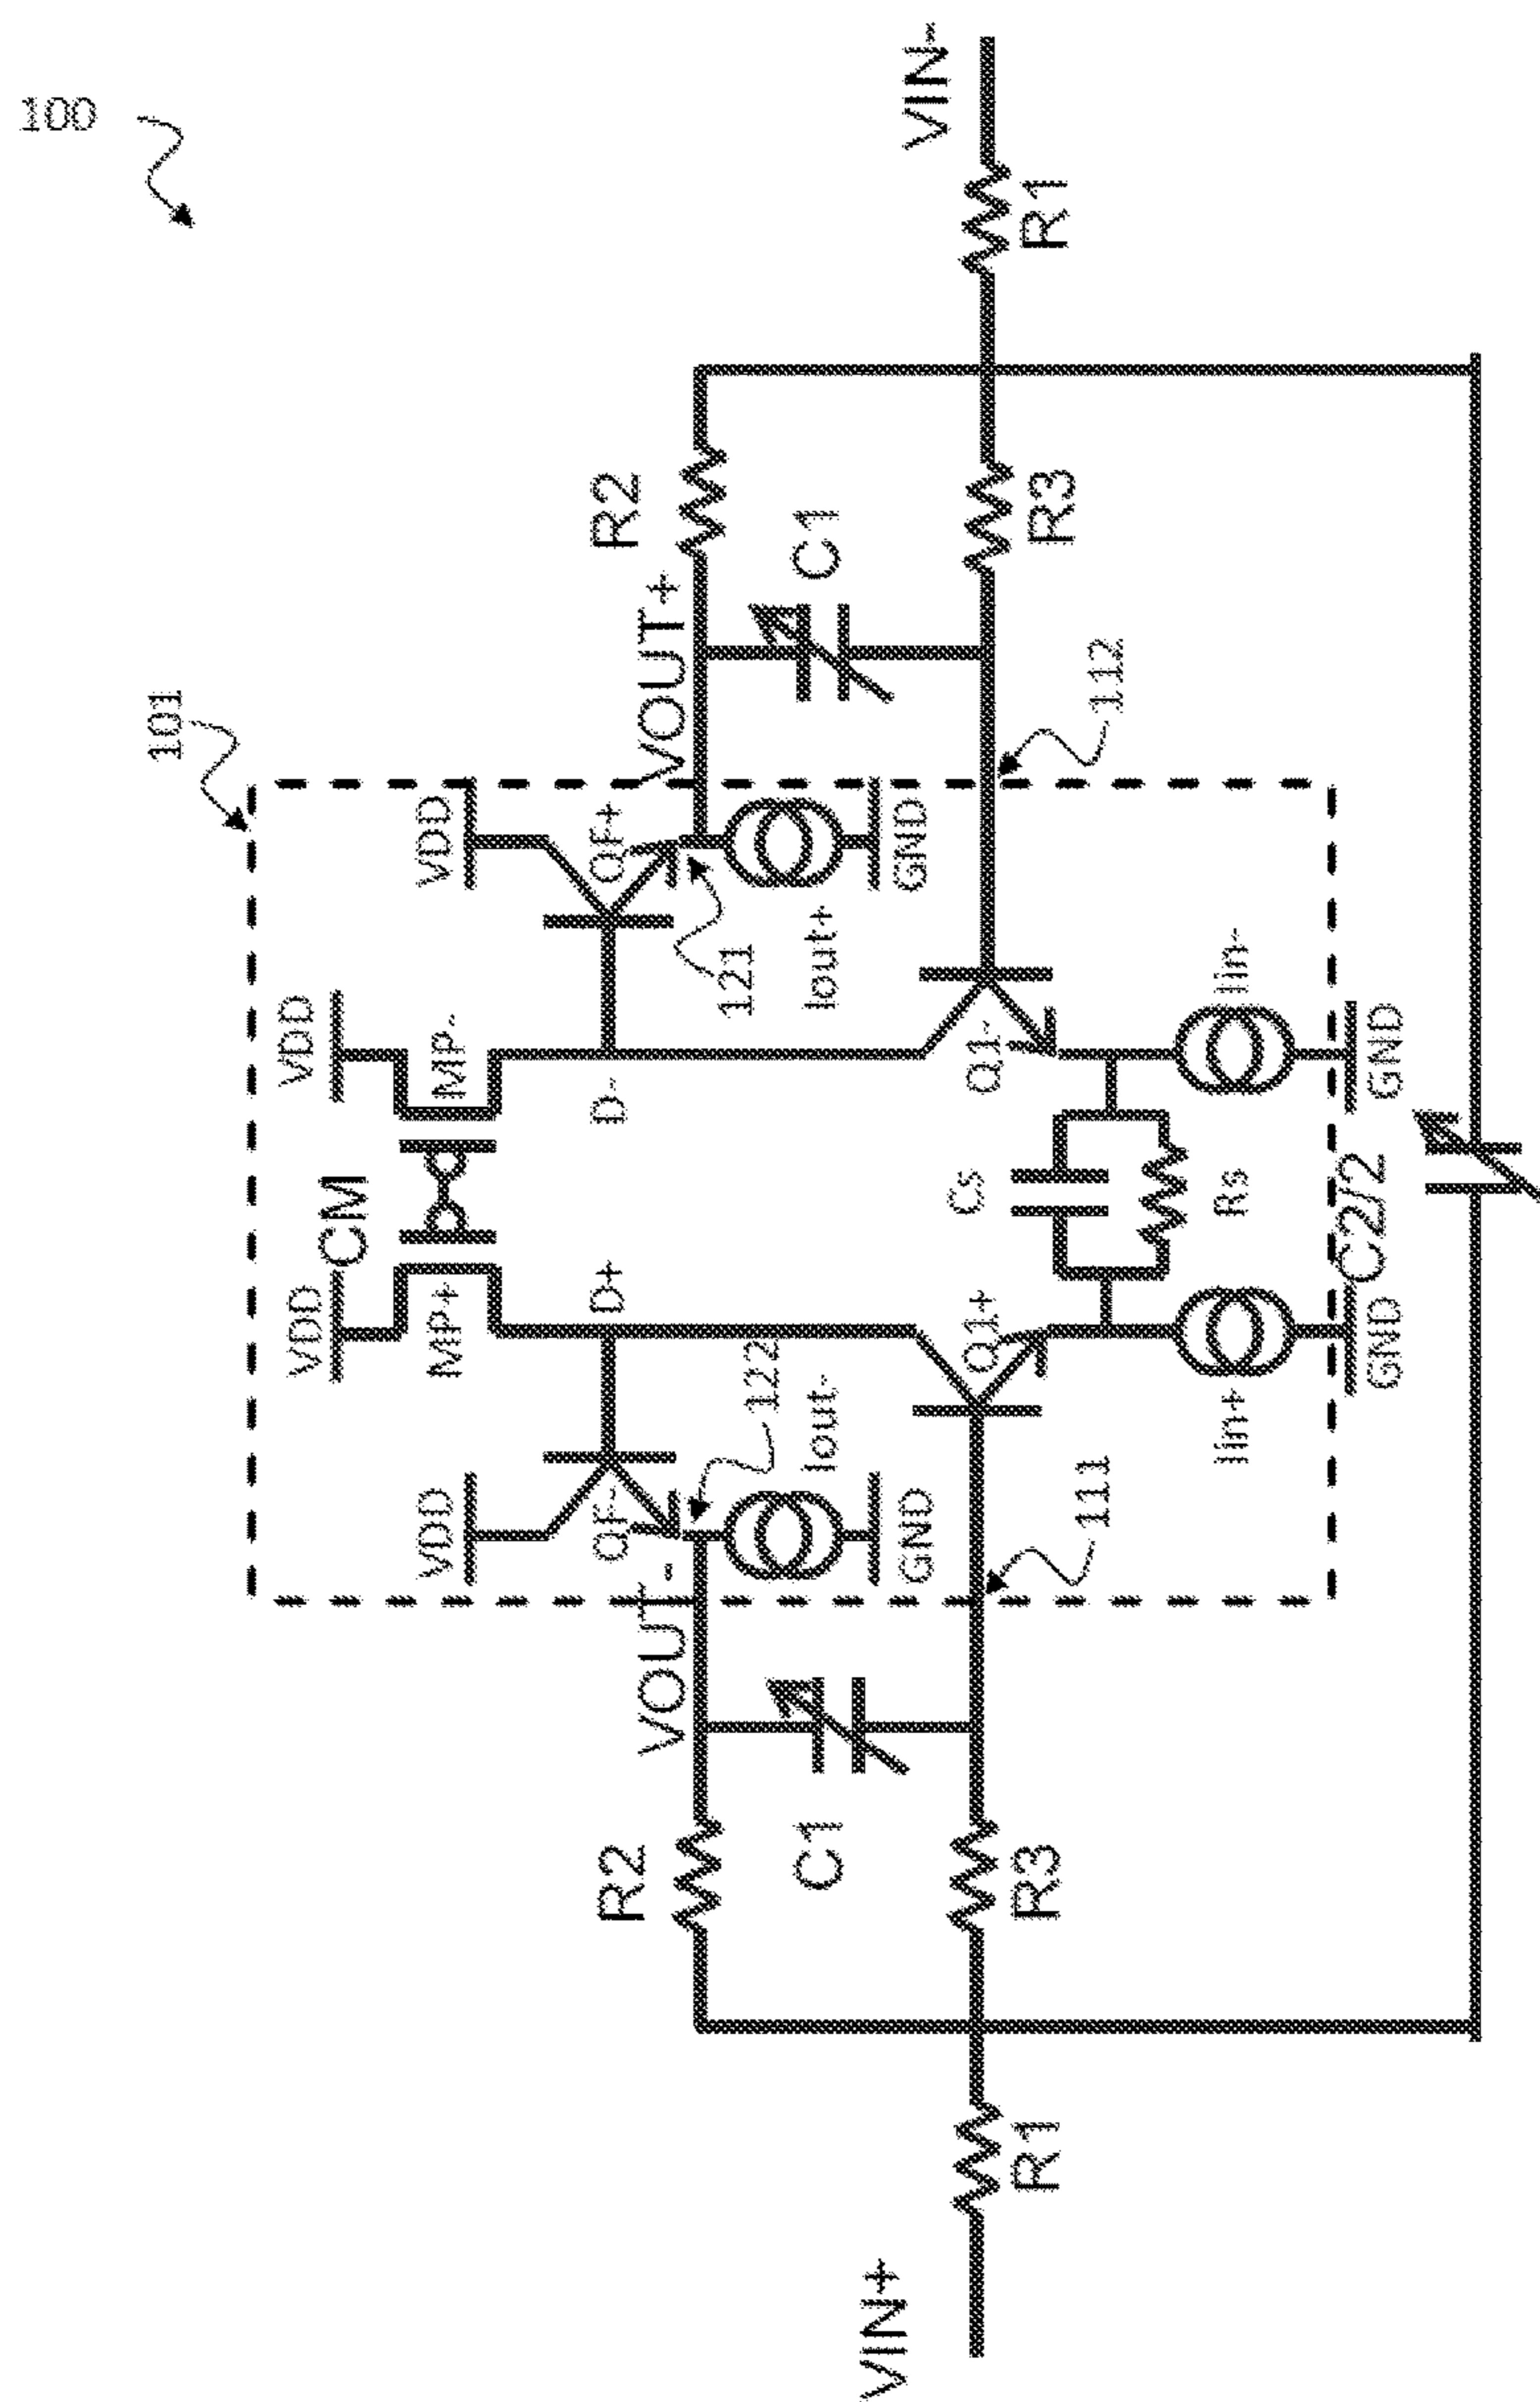 100
101
VDD
VDD
CM
MP+
MP-
VDD
VDD
QF-
QF+
D+
D-
VOUT-
VOUT+
122
121
Iout-
Iout+
GND
GND
R2
R2
C1
C1
VIN+
VIN-
R1
R3
R3
R1
111
112
Q1+
Q1-
Cs
Rs
Iin+
Iin-
GND
GND
C2/2